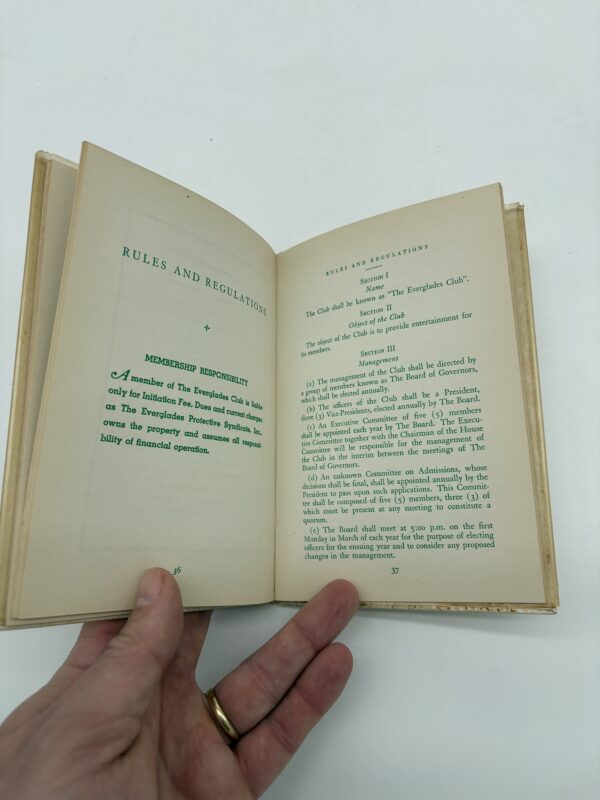 RULES AND REGULATIONS
MEMBERSHIP RESPONSIBILITY
A member of The Everglades Club is liable
only for Initiation Fee, Dues and current charges
as The Everglades Protective Syndicate, Inc.,
owns the property and assumes all respond-
bility of financial operation.
36
RULES AND REGULATIONS
SECTION I
Name
The Club shall be known as "The Everglades Club".
SECTION II
Object of the Club
The object of the Club is to provide entertainment for
its members.
SECTION III
Management
(a) The management of the Club shall be directed by
a group of members known as The Board of Governors,
which shall be elected annually.
(b) The officers of the Club shall be a President,
three (3) Vice-Presidents, elected annually by The Board.
(c) An Executive Committee of five (5) members
shall be appointed each year by The Board. The Execu-
tive Committee together with the Chairman of the House
Committee will be responsible for the management of
the Club in the interim between the meetings of The
Board of Governors.
(d) An unknown Committee on Admissions, whose
decisions shall be final, shall be appointed annually by the
President to pass upon such applications. This Commit-
tee shall be composed of five (5) members, three (3) of
which must be present at any meeting to constitute a
quorum.
(e) The Board shall meet at 5:00 p.m. on the first
Monday in March of each year for the purpose of electing
officers for the ensuing year and to consider any proposed
changes in the management.
37